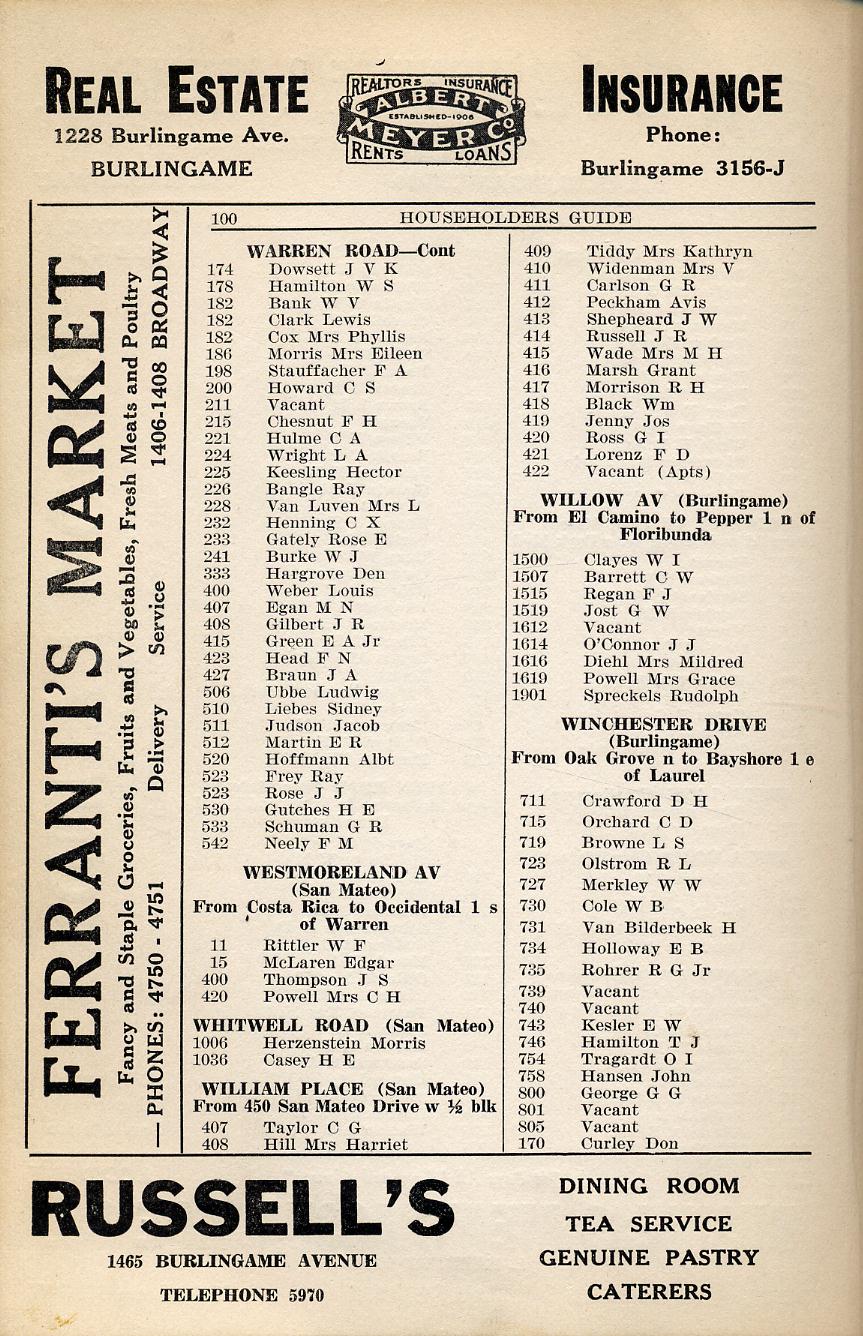 REAL ESTATE
1228 Burlingame Ave.
BURLINGAME
REALTORS INSURANCE
ALBERT
ESTABLISHED-1906
MEYER CO
RENTS LOANS
INSURANCE
Phone:
Burlingame 3156-J
FERRANTI'S MARKET
Fancy and Staple Groceries, Fruits and Vegetables, Fresh Meats and Poultry
— PHONES: 4750 - 4751 Delivery Service 1406-1408 BROADWAY
100 HOUSEHOLDERS GUIDE
WARREN ROAD—Cont
174 Dowsett J V K
178 Hamilton W S
182 Bank W V
182 Clark Lewis
182 Cox Mrs Phyllis
186 Morris Mrs Eileen
198 Stauffacher F A
200 Howard C S
211 Vacant
215 Chesnut F H
221 Hulme C A
224 Wright L A
225 Keesling Hector
226 Bangle Ray
228 Van Luven Mrs L
232 Henning C X
233 Gately Rose E
241 Burke W J
333 Hargrove Den
400 Weber Louis
407 Egan M N
408 Gilbert J R
415 Green E A Jr
423 Head F N
427 Braun J A
506 Ubbe Ludwig
510 Liebes Sidney
511 Judson Jacob
512 Martin E R
520 Hoffmann Albt
523 Frey Ray
523 Rose J J
530 Gutches H E
533 Schuman G R
542 Neely F M
WESTMORELAND AV
(San Mateo)
From Costa Rica to Occidental 1 s
of Warren
11 Rittler W F
15 McLaren Edgar
400 Thompson J S
420 Powell Mrs C H
WHITWELL ROAD (San Mateo)
1006 Herzenstein Morris
1036 Casey H E
WILLIAM PLACE (San Mateo)
From 450 San Mateo Drive w ½ blk
407 Taylor C G
408 Hill Mrs Harriet
409 Tiddy Mrs Kathryn
410 Widenman Mrs V
411 Carlson G R
412 Peckham Avis
413 Shepheard J W
414 Russell J R
415 Wade Mrs M H
416 Marsh Grant
417 Morrison R H
418 Black Wm
419 Jenny Jos
420 Ross G I
421 Lorenz F D
422 Vacant (Apts)
WILLOW AV (Burlingame)
From El Camino to Pepper 1 n of
Floribunda
1500 Clayes W I
1507 Barrett C W
1515 Regan F J
1519 Jost G W
1612 Vacant
1614 O'Connor J J
1616 Diehl Mrs Mildred
1619 Powell Mrs Grace
1901 Spreckels Rudolph
WINCHESTER DRIVE
(Burlingame)
From Oak Grove n to Bayshore 1 e
of Laurel
711 Crawford D H
715 Orchard C D
719 Browne L S
723 Olstrom R L
727 Merkley W W
730 Cole W B
731 Van Bilderbeek H
734 Holloway E B
735 Rohrer R G Jr
739 Vacant
740 Vacant
743 Kesler E W
746 Hamilton T J
754 Tragardt O I
758 Hansen John
800 George G G
801 Vacant
805 Vacant
170 Curley Don
RUSSELL'S
1465 BURLINGAME AVENUE
TELEPHONE 5970
DINING ROOM
TEA SERVICE
GENUINE PASTRY
CATERERS